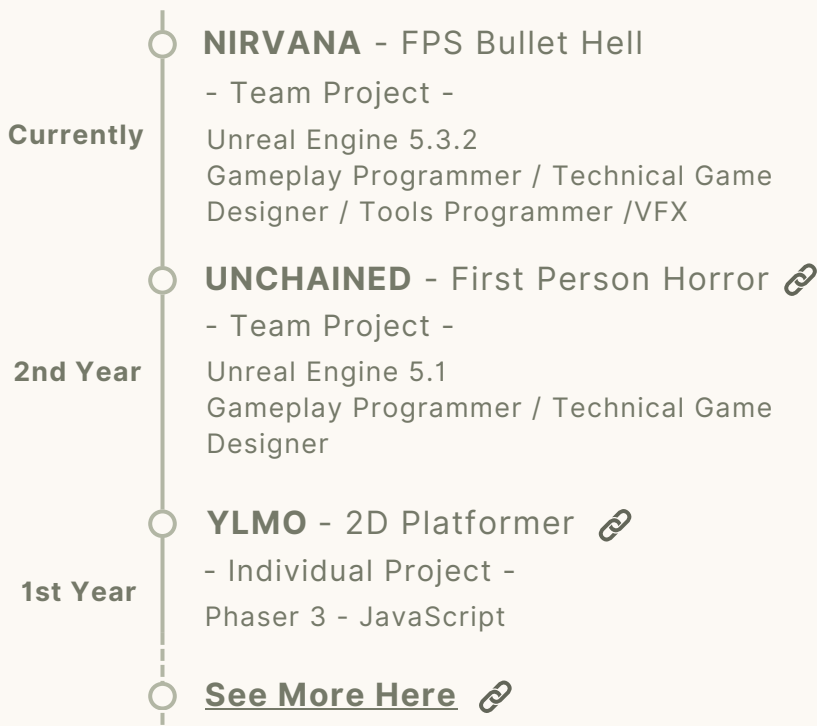 NIRVANA - FPS Bullet Hell
- Team Project -
Currently
Unreal Engine 5.3.2
Gameplay Programmer / Technical Game
Designer / Tools Programmer /VFX
UNCHAINED - First Person Horror
- Team Project -
2nd Year
Unreal Engine 5.1
Gameplay Programmer / Technical Game
Designer
YLMO - 2D Platformer
- Individual Project -
1st Year
Phaser 3 - JavaScript
See More Here